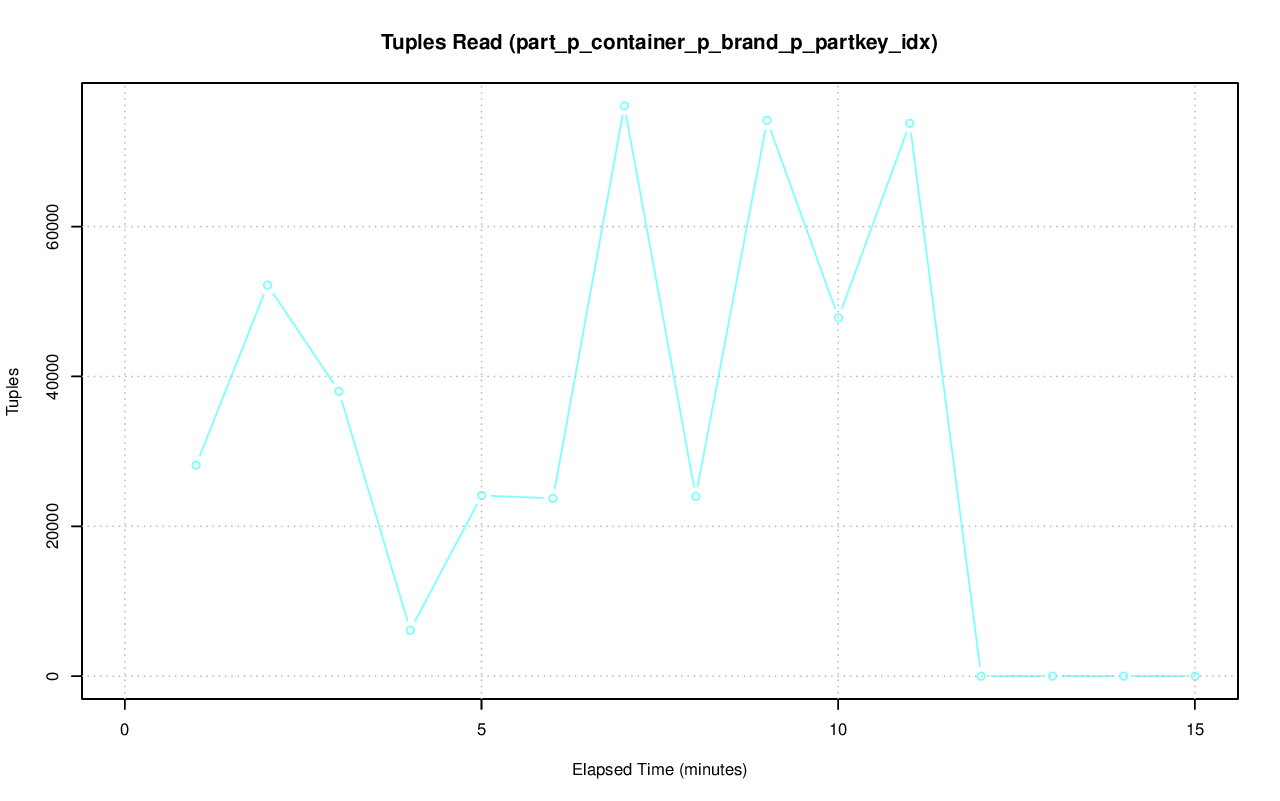 Tuples Read (part_p_container_p_brand_p_partkey_idx)
Tuples
60000
40000
20000
0
0 5 10 15
Elapsed Time (minutes)